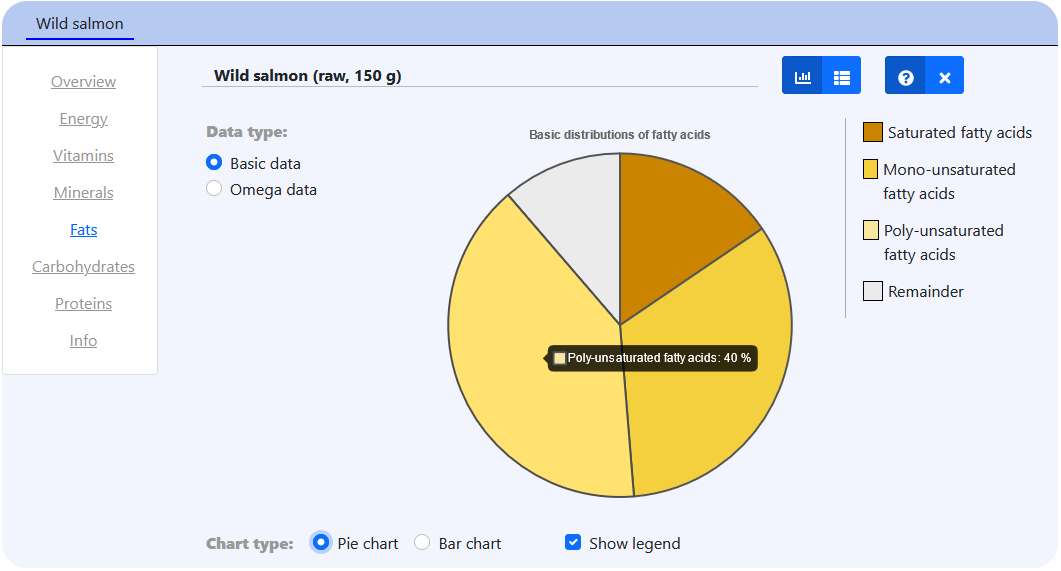 Wild salmon
Overview
Energy
Vitamins
Minerals
Fats
Carbohydrates
Proteins
Info
Wild salmon (raw, 150 g)
Data type:
Basic data
Omega data
Basic distributions of fatty acids
Poly-unsaturated fatty acids: 40 %
Saturated fatty acids
Mono-unsaturated
fatty acids
Poly-unsaturated
fatty acids
Remainder
Chart type:
Pie chart
Bar chart
Show legend